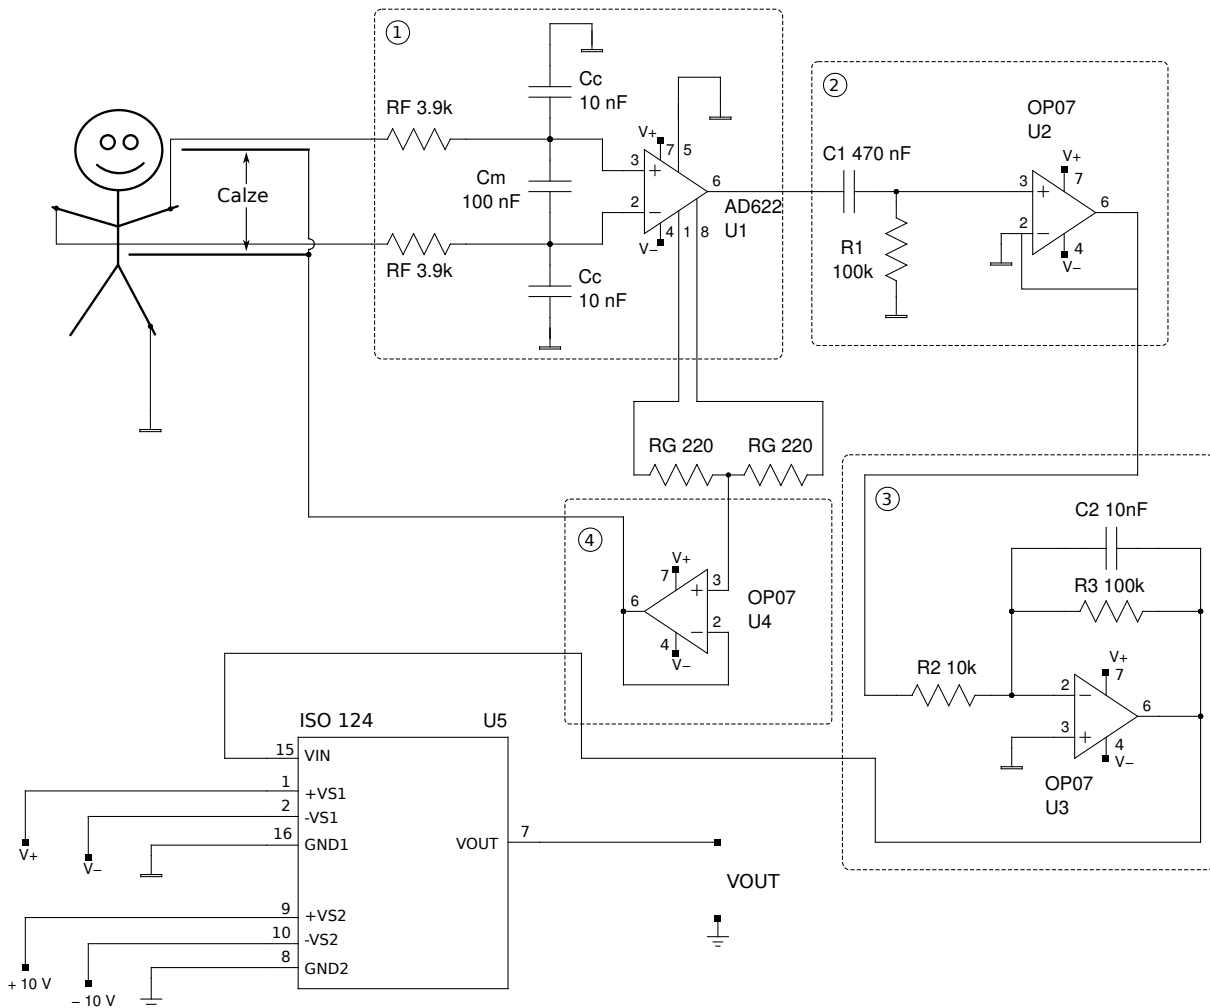 1
Cc
10 nF
RF 3.9k
V+
7
5
3
+
Cm
100 nF
6
2
−
4
1
8
V−
AD622
U1
RF 3.9k
Cc
10 nF
Calze
2
OP07
U2
C1 470 nF
V+
7
3
+
6
2
−
4
V−
R1
100k
RG 220
RG 220
3
C2 10nF
R3 100k
R2 10k
V+
7
2
−
6
3
+
4
V−
OP07
U3
4
V+
7
3
+
6
2
−
4
V−
OP07
U4
ISO 124
U5
15
VIN
1
+VS1
2
-VS1
16
GND1
V+
V−
7
VOUT
VOUT
9
+VS2
10
-VS2
8
GND2
+ 10 V
− 10 V